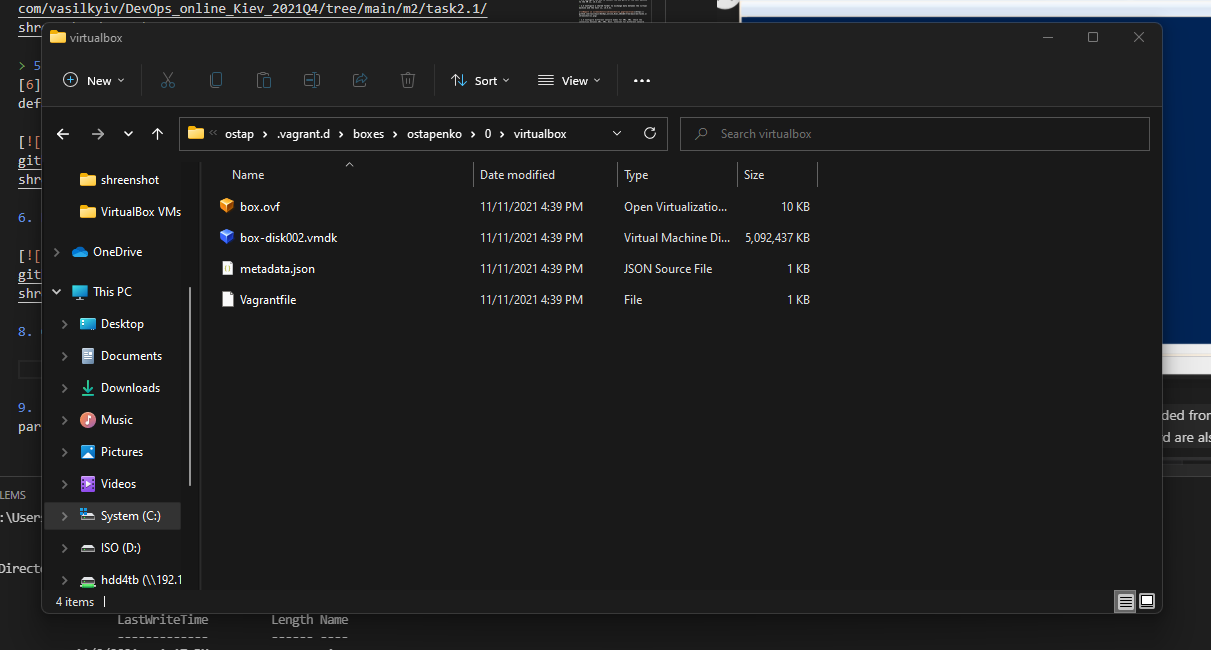 com/vasilkyiv/DevOps_online_Kiev_2021Q4/tree/main/m2/task2.1/
shr
virtualbox
> 5
New
Sort
View
[6]
def
ostap > .vagrant.d > boxes > ostapenko > 0 > virtualbox
Search virtualbox
[![
git
shr
shreenshot
VirtualBox VMs
OneDrive
This PC
Desktop
Documents
Downloads
Music
Pictures
Videos
System (C:)
ISO (D:)
hdd4tb (\\192.1
Name Date modified Type Size
box.ovf 11/11/2021 4:39 PM Open Virtualizatio... 10 KB
box-disk002.vmdk 11/11/2021 4:39 PM Virtual Machine Di... 5,092,437 KB
metadata.json 11/11/2021 4:39 PM JSON Source File 1 KB
Vagrantfile 11/11/2021 4:39 PM File 1 KB
6.
[![
git
shr
8.
9.
par
ded fror
rd are als
LEMS
:\Users
Directo
4 items
LastWriteTime Length Name
------------- ------ ----